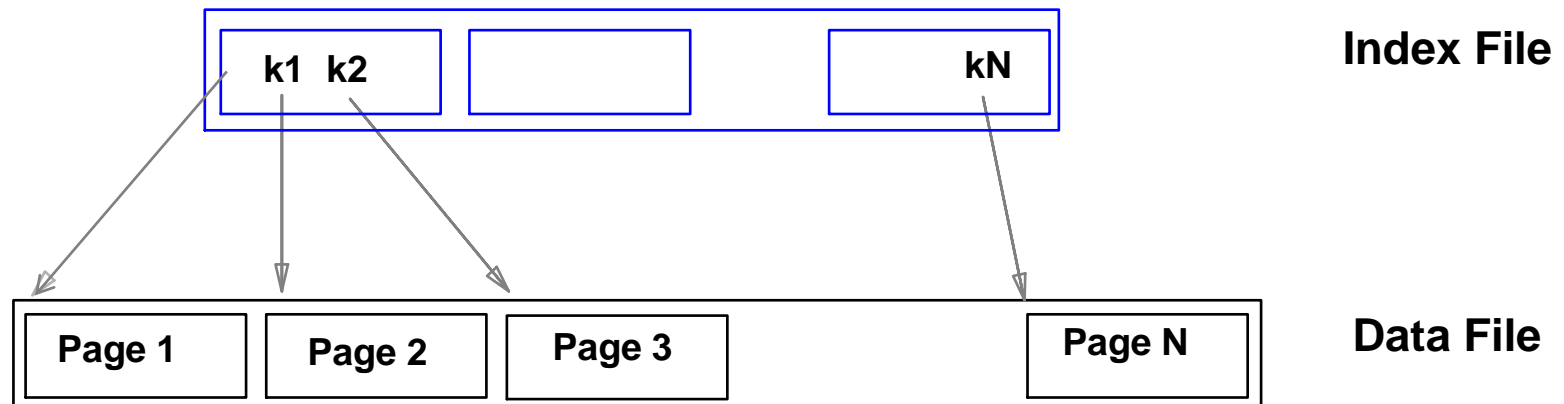 k1 k2
kN
Index File
Page 1
Page 2
Page 3
Page N
Data File